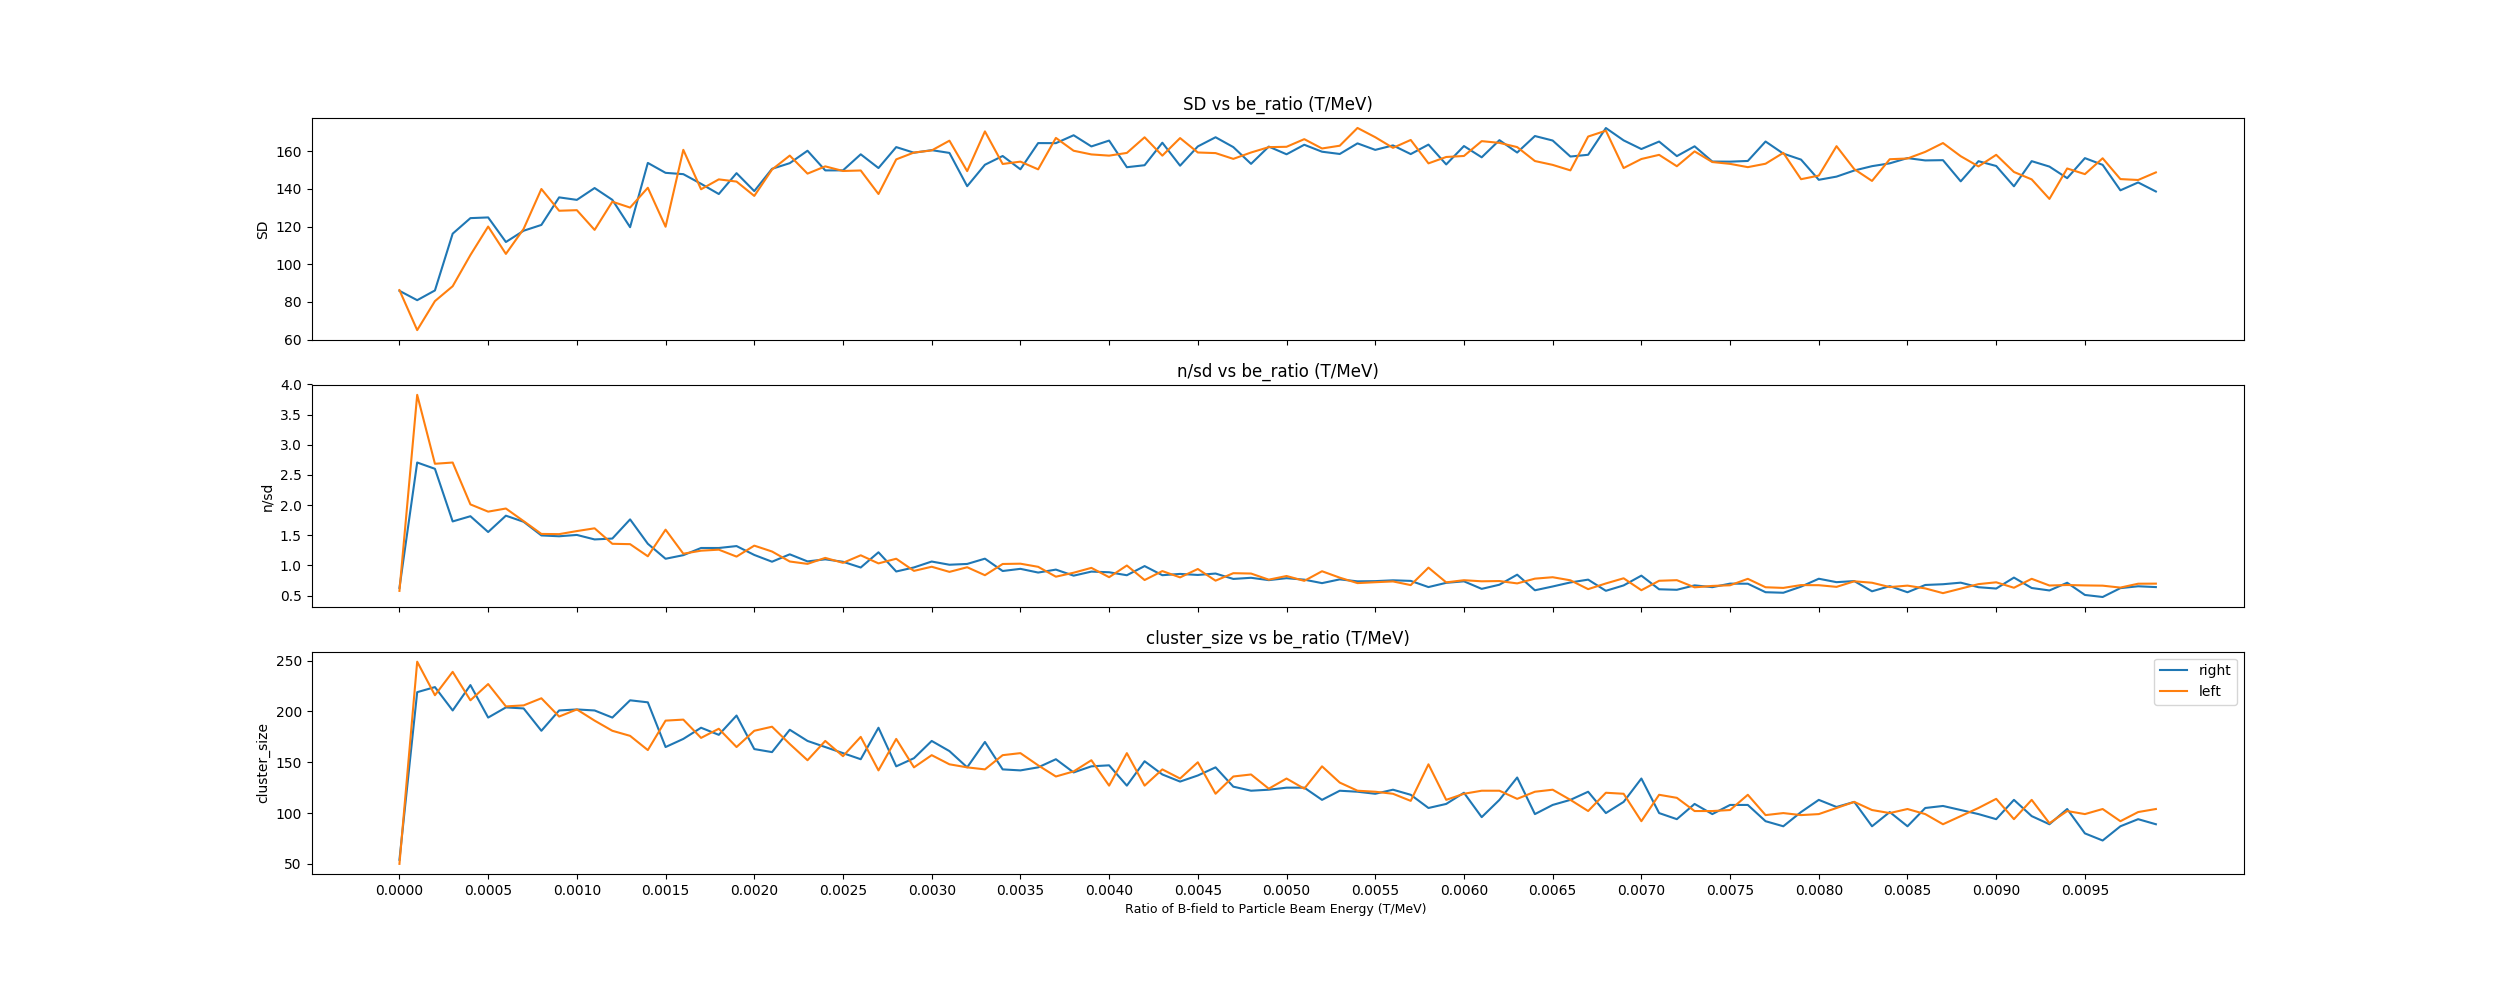 SD vs be_ratio (T/MeV)
160
140
120
100
80
60
SD
n/sd vs be_ratio (T/MeV)
4.0
3.5
3.0
2.5
2.0
1.5
1.0
0.5
n/sd
cluster_size vs be_ratio (T/MeV)
250
200
150
100
50
cluster_size
right
left
0.0000 0.0005 0.0010 0.0015 0.0020 0.0025 0.0030 0.0035 0.0040 0.0045 0.0050 0.0055 0.0060 0.0065 0.0070 0.0075 0.0080 0.0085 0.0090 0.0095
Ratio of B-field to Particle Beam Energy (T/MeV)